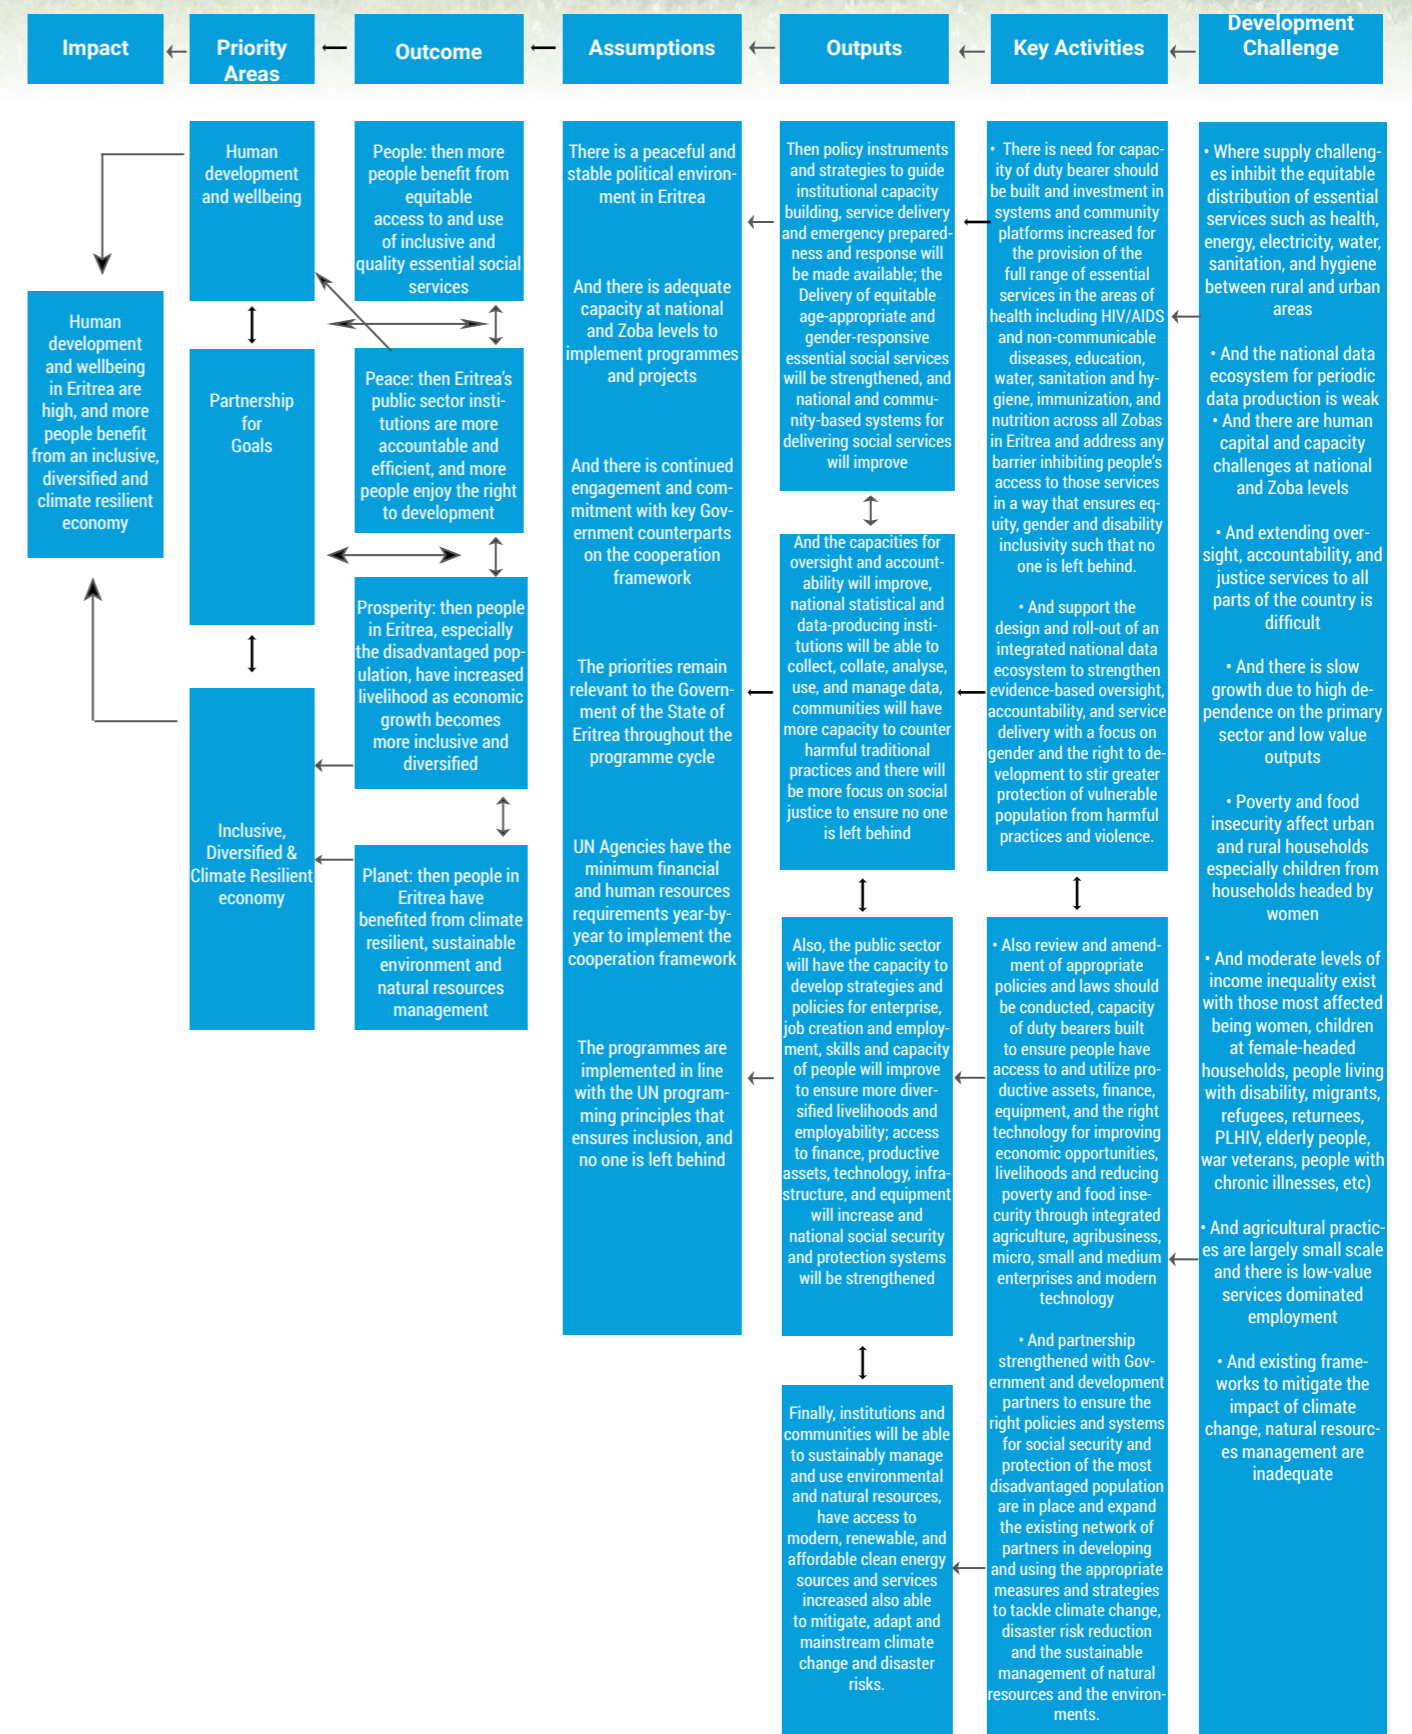 Impact
Priority
Areas
Outcome
Assumptions
Outputs
Key Activities
Development
Challenge
Human
development
and wellbeing
in Eritrea are
high, and more
people benefit
from an inclusive,
diversified and
climate resilient
economy
Human
development
and wellbeing
Partnership
for
Goals
Inclusive,
Diversified &
Climate Resilient
economy
People: then more
people benefit from
equitable
access to and use
of inclusive and
quality essential social
services
Peace: then Eritrea's
public sector insti-
tutions are more
accountable and
efficient, and more
people enjoy the right
to development
Prosperity: then people
in Eritrea, especially
the disadvantaged pop-
ulation, have increased
livelihood as economic
growth becomes
more inclusive and
diversified
Planet: then people in
Eritrea have
benefited from climate
resilient, sustainable
environment and
natural resources
management
There is a peaceful and
stable political environ-
ment in Eritrea
And there is adequate
capacity at national
and Zoba levels to
implement programmes
and projects
And there is continued
engagement and com-
mitment with key Gov-
ernment counterparts
on the cooperation
framework
The priorities remain
relevant to the Govern-
ment of the State of
Eritrea throughout the
programme cycle
UN Agencies have the
minimum financial
and human resources
requirements year-by-
year to implement the
cooperation framework
The programmes are
implemented in line
with the UN program-
ming principles that
ensures inclusion, and
no one is left behind
Then policy instruments
and strategies to guide
institutional capacity
building, service delivery
and emergency prepared-
ness and response will
be made available; the
Delivery of equitable
age-appropriate and
gender-responsive
essential social services
will be strengthened, and
national and commu-
nity-based systems for
delivering social services
will improve
And the capacities for
oversight and account-
ability will improve,
national statistical and
data-producing insti-
tutions will be able to
collect, collate, analyse,
use, and manage data,
communities will have
more capacity to counter
harmful traditional
practices and there will
be more focus on social
justice to ensure no one
is left behind
Also, the public sector
will have the capacity to
develop strategies and
policies for enterprise,
job creation and employ-
ment, skills and capacity
of people will improve
to ensure more diver-
sified livelihoods and
employability; access
to finance, productive
assets, technology, infra-
structure, and equipment
will increase and
national social security
and protection systems
will be strengthened
Finally, institutions and
communities will be able
to sustainably manage
and use environmental
and natural resources,
have access to
modern, renewable, and
affordable clean energy
sources and services
increased also able
to mitigate, adapt and
mainstream climate
change and disaster
risks.
• There is need for capac-
ity of duty bearer should
be built and investment in
systems and community
platforms increased for
the provision of the
full range of essential
services in the areas of
health including HIV/AIDS
and non-communicable
diseases, education,
water, sanitation and hy-
giene, immunization, and
nutrition across all Zobas
in Eritrea and address any
barrier inhibiting people's
access to those services
in a way that ensures eq-
uity, gender and disability
inclusivity such that no
one is left behind.
• And support the
design and roll-out of an
integrated national data
ecosystem to strengthen
evidence-based oversight,
accountability, and service
delivery with a focus on
gender and the right to de-
velopment to stir greater
protection of vulnerable
population from harmful
practices and violence.
• Also review and amend-
ment of appropriate
policies and laws should
be conducted, capacity
of duty bearers built
to ensure people have
access to and utilize pro-
ductive assets, finance,
equipment, and the right
technology for improving
economic opportunities,
livelihoods and reducing
poverty and food inse-
curity through integrated
agriculture, agribusiness,
micro, small and medium
enterprises and modern
technology
• And partnership
strengthened with Gov-
ernment and development
partners to ensure the
right policies and systems
for social security and
protection of the most
disadvantaged population
are in place and expand
the existing network of
partners in developing
and using the appropriate
measures and strategies
to tackle climate change,
disaster risk reduction
and the sustainable
management of natural
resources and the environ-
ments.
• Where supply challeng-
es inhibit the equitable
distribution of essential
services such as health,
energy, electricity, water,
sanitation, and hygiene
between rural and urban
areas
• And the national data
ecosystem for periodic
data production is weak
• And there are human
capital and capacity
challenges at national
and Zoba levels
• And extending over-
sight, accountability, and
justice services to all
parts of the country is
difficult
• And there is slow
growth due to high de-
pendence on the primary
sector and low value
outputs
• Poverty and food
insecurity affect urban
and rural households
especially children from
households headed by
women
• And moderate levels of
income inequality exist
with those most affected
being women, children
at female-headed
households, people living
with disability, migrants,
refugees, returnees,
PLHIV, elderly people,
war veterans, people with
chronic illnesses, etc)
• And agricultural practic-
es are largely small scale
and there is low-value
services dominated
employment
• And existing frame-
works to mitigate the
impact of climate
change, natural resourc-
es management are
inadequate